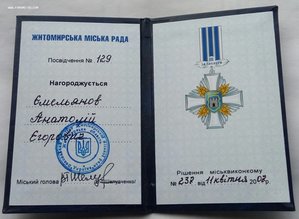 ЖИТОМИРСЬКА МІСЬКА РАДА
Посвідчення № 129
Нагороджується
Ємельянов
Анатолій
Єгорович
Міський голова
Рішення міськвиконкому
№ 238 від 11 квітня 2007р.